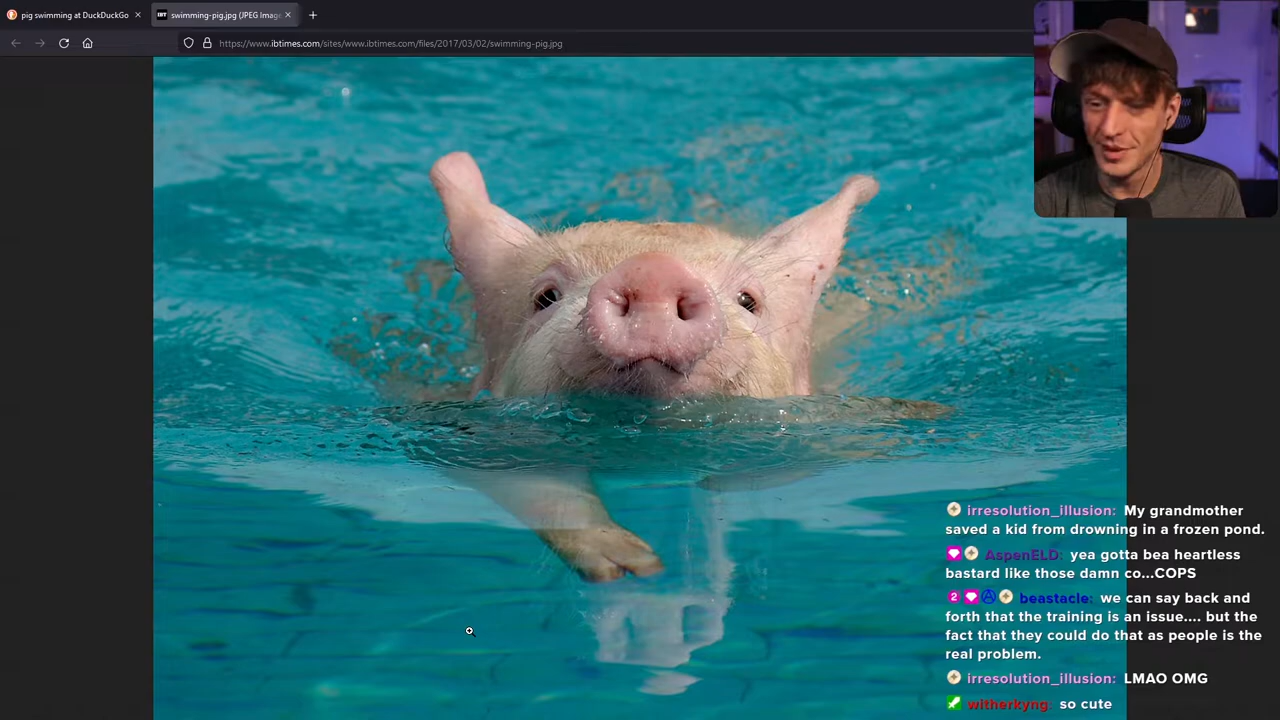 pig swimming at DuckDuckGo
IBT swimming-pig.jpg (JPEG Image
https://www.ibtimes.com/sites/www.ibtimes.com/files/2017/03/02/swimming-pig.jpg
irresolution_illusion: My grandmother
saved a kid from drowning in a frozen pond.
AspenELD: yea gotta bea heartless
bastard like those damn co...COPS
2 beastacle: we can say back and
forth that the training is an issue.... but the
fact that they could do that as people is the
real problem.
irresolution_illusion: LMAO OMG
witherkyng: so cute